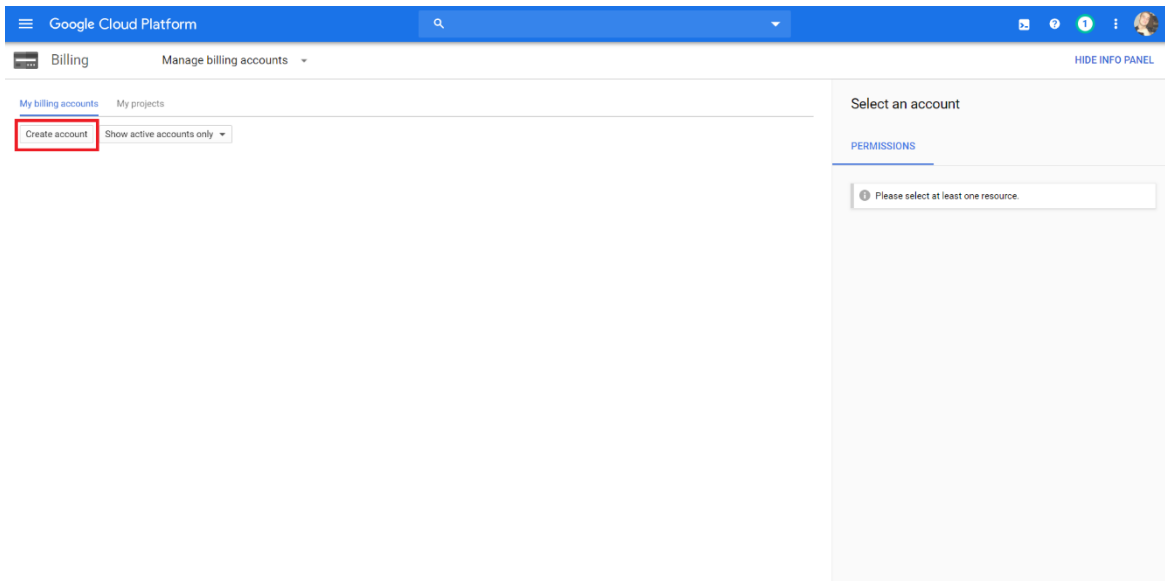 Google Cloud Platform
1
Billing
Manage billing accounts
HIDE INFO PANEL
My billing accounts
My projects
Create account
Show active accounts only
Select an account
PERMISSIONS
Please select at least one resource.